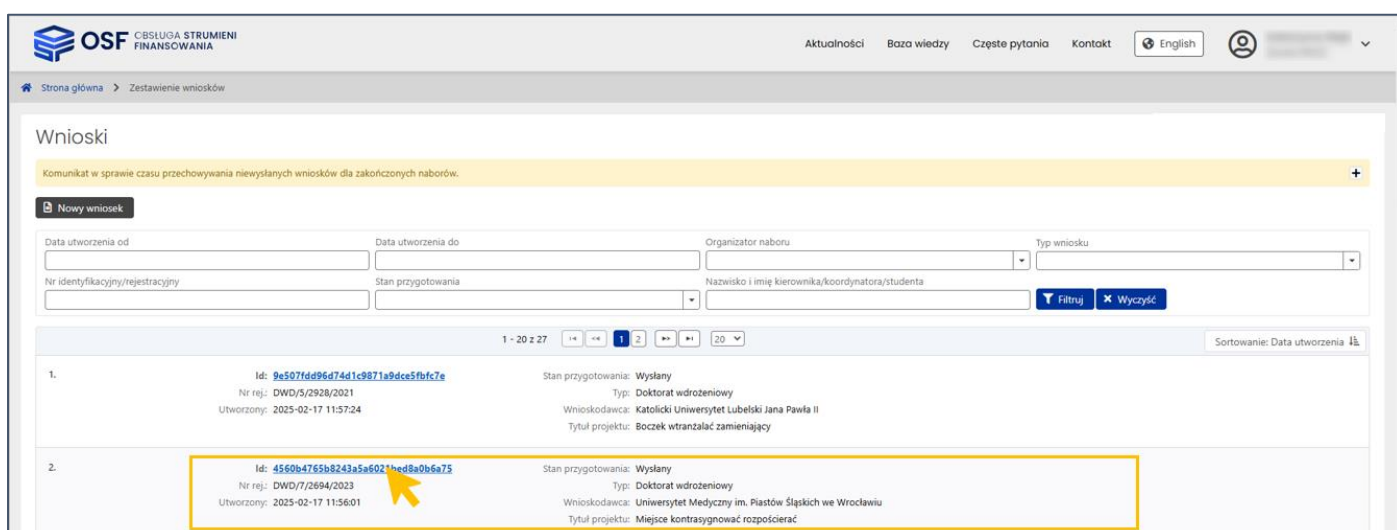 OSF OBSŁUGA STRUMIENI
FINANSOWANIA
Aktualności Baza wiedzy Częste pytania Kontakt English
Strona główna Zestawienie wniosków
Wnioski
Komunikat w sprawie czasu przechowywania niewysłanych wniosków dla zakończonych naborów.
Nowy wniosek
Data utworzenia od Data utworzenia do Organizator naboru Typ wniosku
Nr identyfikacyjny/rejestracyjny Stan przygotowania Nazwisko i imię kierownika/koordynatora/studenta
Filtruj Wyczyść
1 - 20 z 27 1 2 20 Sortowanie: Data utworzenia
1. Id: 9e507fdd96d74d1c9871a9dce5fbfc7e Stan przygotowania: Wysłany
Nr rej.: DWD/5/2928/2021 Typ: Doktorat wdrożeniowy
Utworzony: 2025-02-17 11:57:24 Wnioskodawca: Katolicki Uniwersytet Lubelski Jana Pawła II
Tytuł projektu: Boczek wtranżalać zamieniający
2. Id: 4560b4765b8243a5a6021bed8a0b6a75 Stan przygotowania: Wysłany
Nr rej.: DWD/7/2694/2023 Typ: Doktorat wdrożeniowy
Utworzony: 2025-02-17 11:56:01 Wnioskodawca: Uniwersytet Medyczny im. Piastów Śląskich we Wrocławiu
Tytuł projektu: Miejsce kontrasygnować rozpościerać